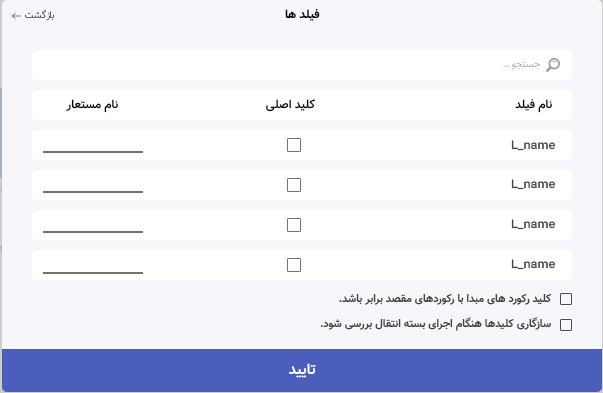 فیلد ها
بازگشت ←
جستجو ...
نام فیلد کلید اصلی نام مستعار
L_name
L_name
L_name
L_name
کلید رکورد های مبدا با رکوردهای مقصد برابر باشد.
سازگاری کلیدها هنگام اجرای بسته انتقال بررسی شود.
تایید